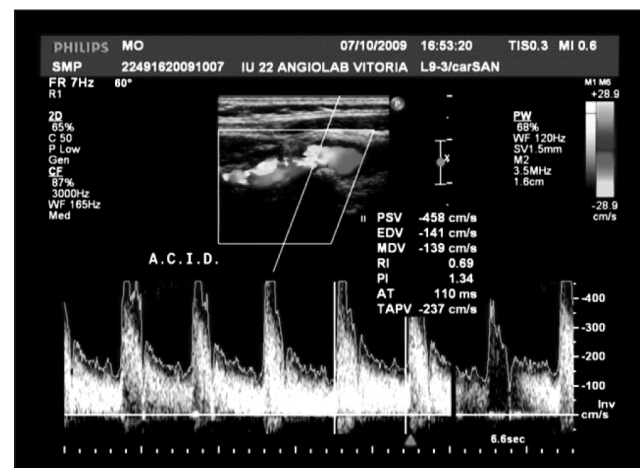 PHILIPS MO 07/10/2009 16:53:20 TIS0.3 MI 0.6
SMP 22491620091007 IU 22 ANGIOLAB VITORIA L9-3/carSAN
FR 7Hz 60°
R1
M1 M6
+28.9
2D
65%
C 50
P Low
Gen
CF
87%
3000Hz
WF 165Hz
Med
P
x
PW
68%
WF 120Hz
SV1.5mm
M2
3.5MHz
1.6cm
-28.9
cm/s
A.C.I.D.
PSV -458 cm/s
EDV -141 cm/s
MDV -139 cm/s
RI 0.69
PI 1.34
AT 110 ms
TAPV -237 cm/s
-400
-300
-200
-100
Inv
cm/s
6.6sec